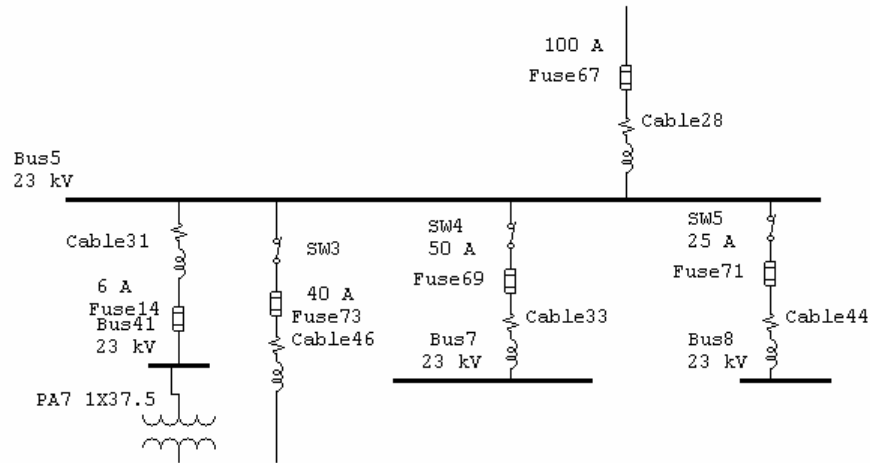 100 A
Fuse67
Cable28
Bus5
23 kV
Cable31
6 A
Fuse14
Bus41
23 kV
PA7 1X37.5
SW3
40 A
Fuse73
Cable46
SW4
50 A
Fuse69
Cable33
Bus7
23 kV
SW5
25 A
Fuse71
Cable44
Bus8
23 kV